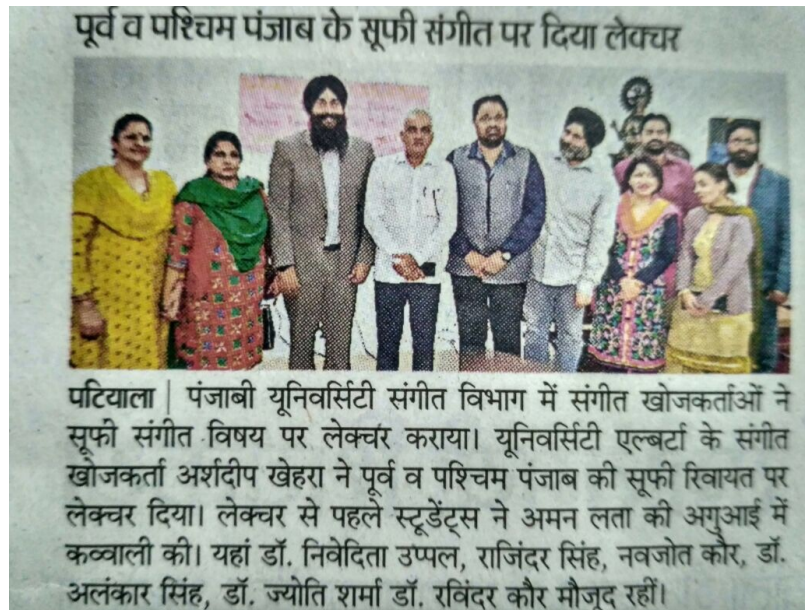 पूर्व व पश्चिम पंजाब के सूफी संगीत पर दिया लेक्चर
पटियाला | पंजाबी यूनिवर्सिटी संगीत विभाग में संगीत खोजकर्ताओं ने
सूफी संगीत विषय पर लेक्चर कराया। यूनिवर्सिटी एल्बर्टा के संगीत
खोजकर्ता अर्शदीप खेहरा ने पूर्व व पश्चिम पंजाब की सूफी रिवायत पर
लेक्चर दिया। लेक्चर से पहले स्टूडेंट्स ने अमन लता की अगुआई में
कव्वाली की। यहां डॉ. निवेदिता उप्पल, राजिंदर सिंह, नवजोत कौर, डॉ.
अलंकार सिंह, डॉ. ज्योति शर्मा डॉ. रविंदर कौर मौजूद रहीं।